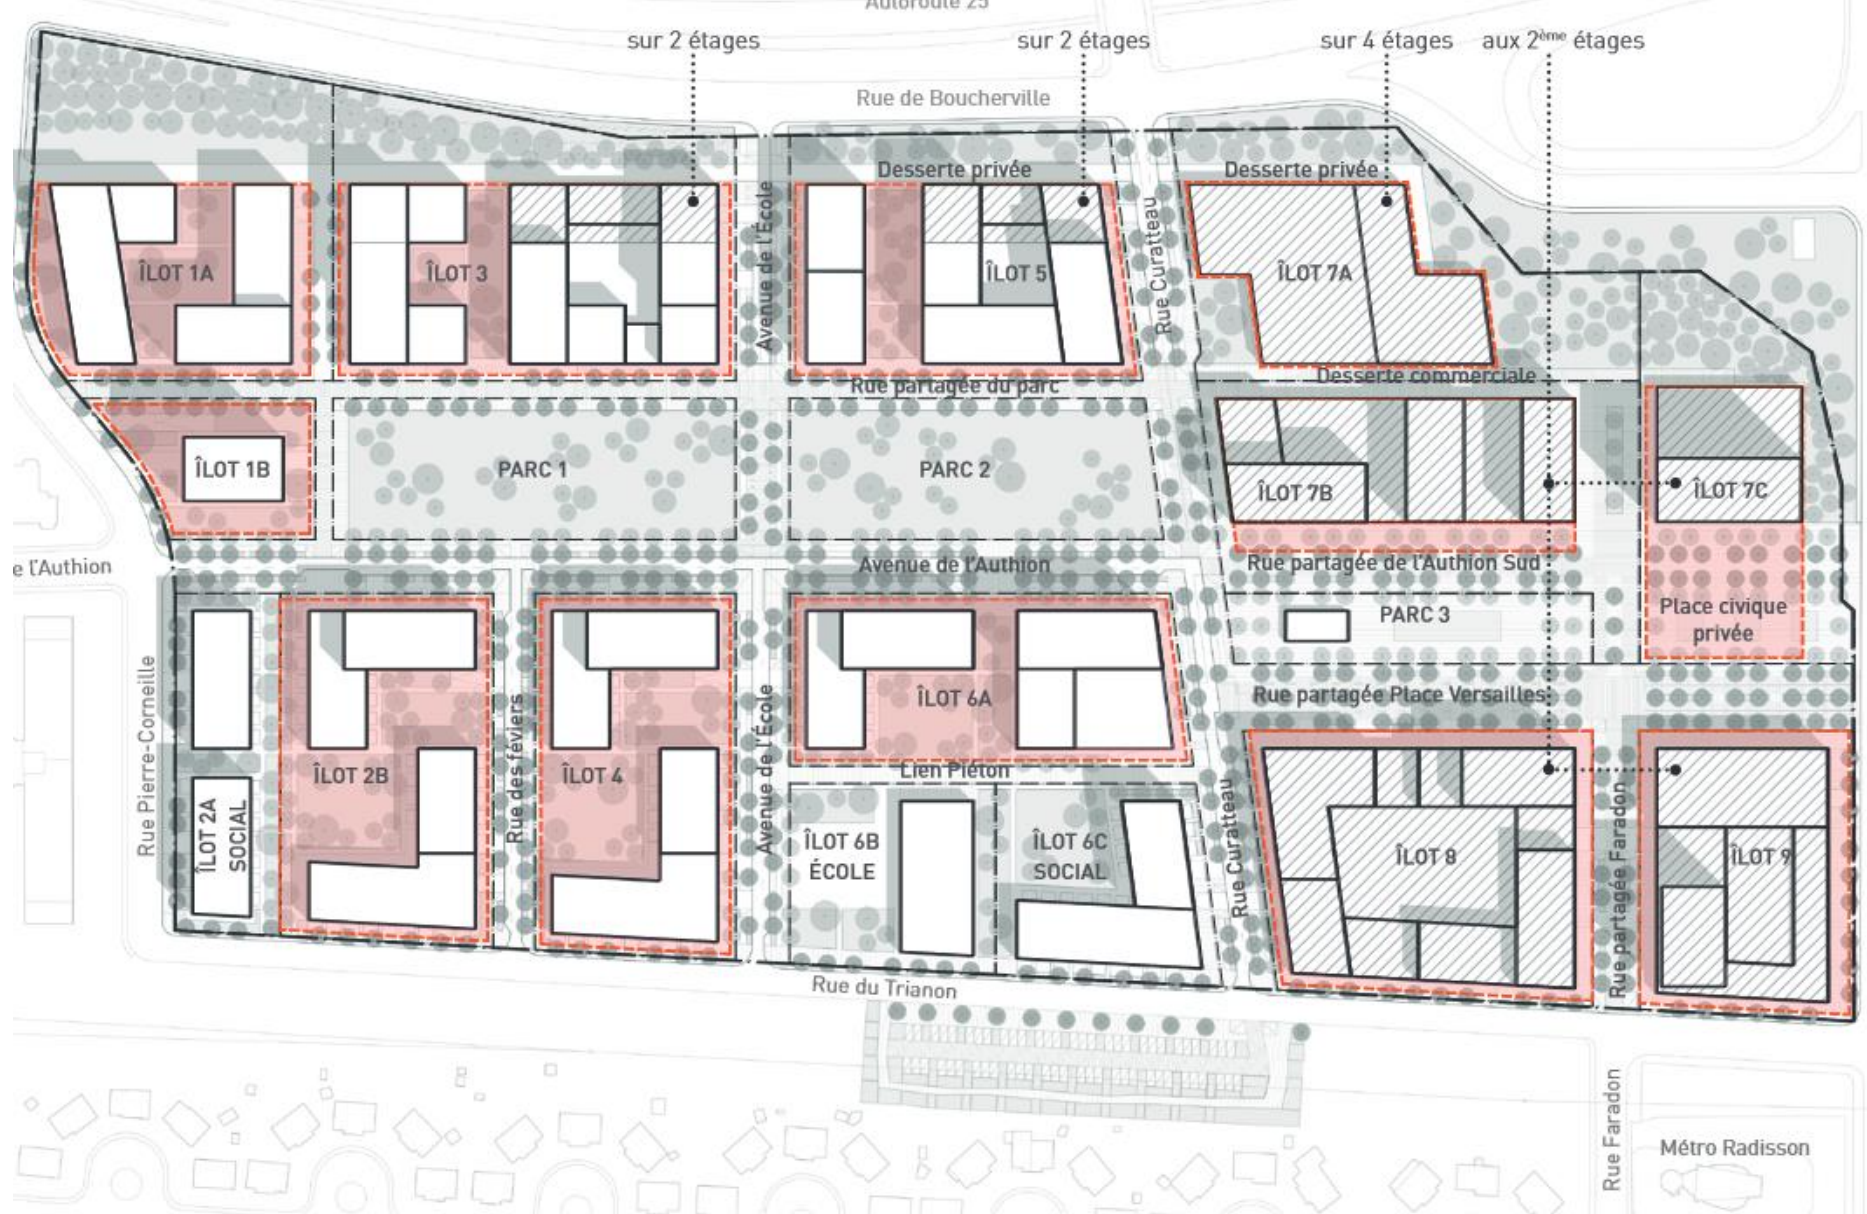 Autoroute 25
sur 2 étages
sur 2 étages
sur 4 étages
aux 2ème étages
Rue de Boucherville
Desserte privée
Desserte privée
ÎLOT 1A
ÎLOT 3
Avenue de l'École
ÎLOT 5
Rue Curatteau
ÎLOT 7A
Rue partagée du parc
Desserte commerciale
ÎLOT 1B
PARC 1
PARC 2
ÎLOT 7B
ÎLOT 7C
e l'Authion
Avenue de l'Authion
Rue partagée de l'Authion Sud
PARC 3
Place civique
privée
Rue Pierre-Corneille
ÎLOT 2A
SOCIAL
ÎLOT 2B
Rue des féviers
ÎLOT 4
Avenue de l'École
ÎLOT 6A
Rue partagée Place Versailles
Lien Piéton
ÎLOT 6B
ÉCOLE
ÎLOT 6C
SOCIAL
Rue Curatteau
ÎLOT 8
Rue partagée Faradon
ÎLOT 9
Rue du Trianon
Rue Faradon
Métro Radisson